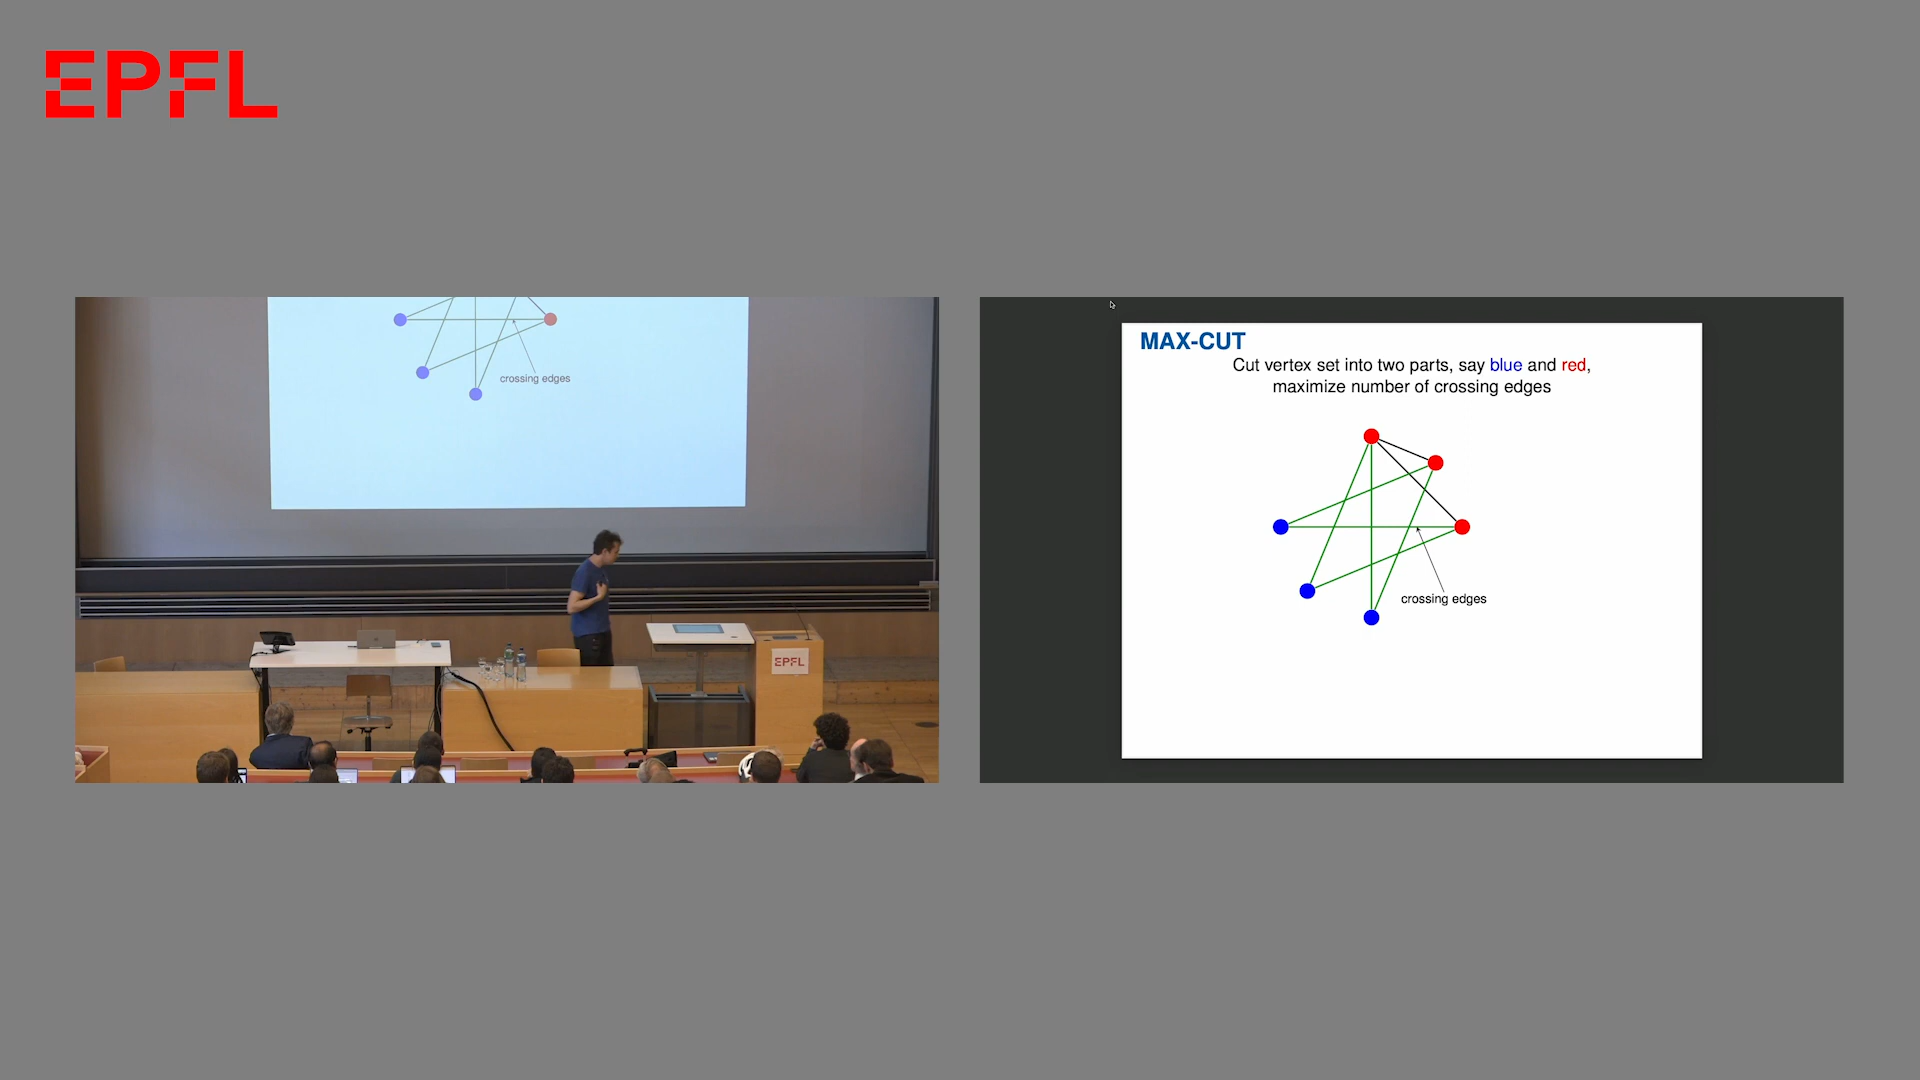 EPFL
crossing edges
EPFL
MAX-CUT
Cut vertex set into two parts, say blue and red,
maximize number of crossing edges
crossing edges